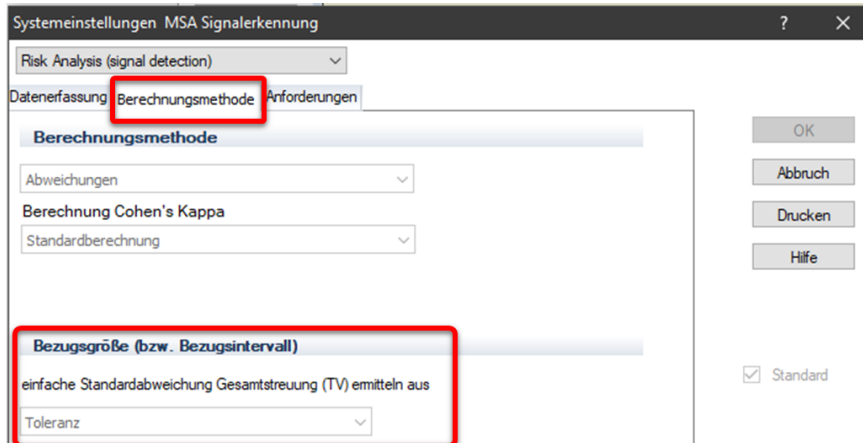 Systemeinstellungen MSA Signalerkennung ?
Risk Analysis (signal detection)
Datenerfassung Berechnungsmethode Anforderungen
Berechnungsmethode
Abweichungen
Berechnung Cohen's Kappa
Standardberechnung
Bezugsgröße (bzw. Bezugsintervall)
einfache Standardabweichung Gesamtstreuung (TV) ermitteln aus
Toleranz
OK
Abbruch
Drucken
Hilfe
Standard